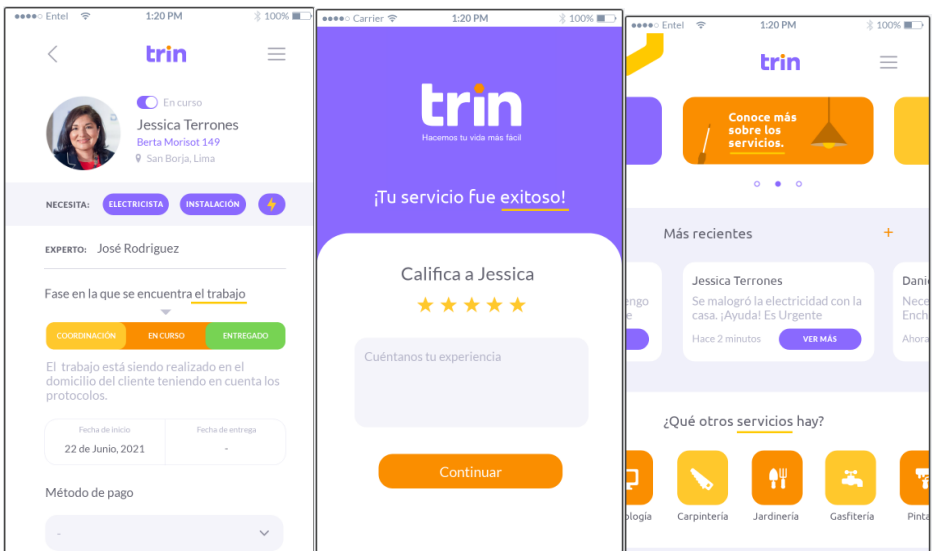 Entel
1:20 PM
100%
trin
En curso
Jessica Terrones
Berta Morisot 149
San Borja, Lima
NECESITA: ELECTRICISTA INSTALACIÓN
EXPERTO: José Rodriguez
Fase en la que se encuentra el trabajo
COORDINACIÓN EN CURSO ENTREGADO
El trabajo está siendo realizado en el
domicilio del cliente teniendo en cuenta los
protocolos.
Fecha de inicio Fecha de entrega
22 de Junio, 2021 -
Método de pago
-
Carrier
1:20 PM
100%
trin
Hacemos tu vida más fácil
¡Tu servicio fue exitoso!
Califica a Jessica
Cuéntanos tu experiencia
Continuar
Entel
1:20 PM
100%
trin
Conoce más
sobre los
servicios.
Más recientes +
Jessica Terrones Dani
engo Se malogró la electricidad con la Nece
e casa. ¡Ayuda! Es Urgente Ench
Hace 2 minutos VER MÁS Ahora
¿Qué otros servicios hay?
ología Carpintería Jardinería Gasfitería Pinta